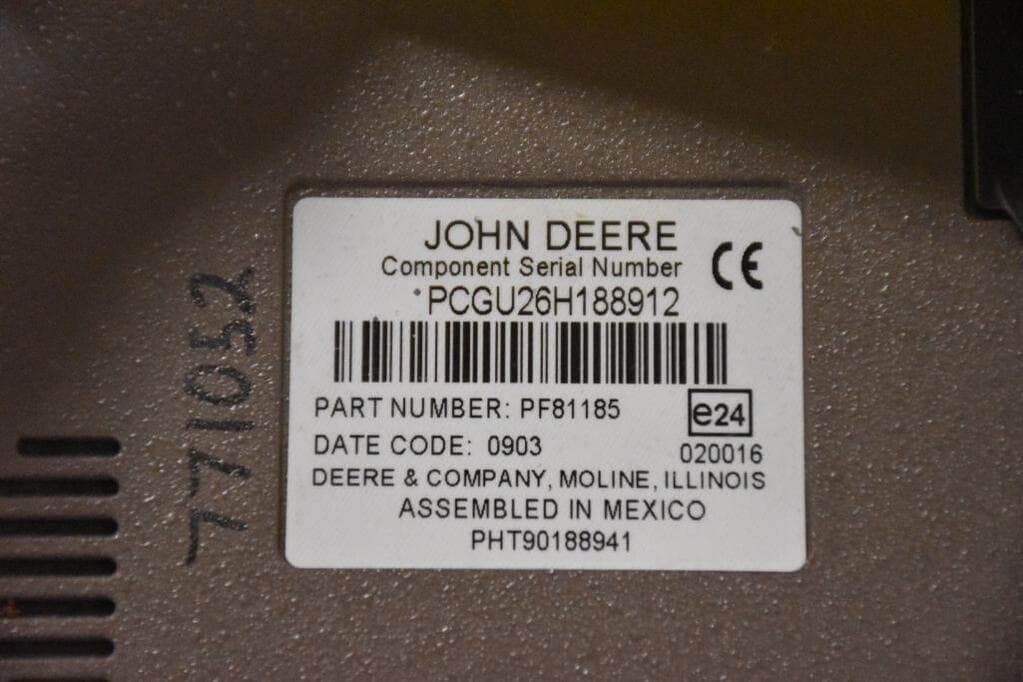 JOHN DEERE
Component Serial Number
CE
PCGU26H188912
PART NUMBER: PF81185
e24
DATE CODE: 0903
020016
DEERE & COMPANY, MOLINE, ILLINOIS
ASSEMBLED IN MEXICO
PHT90188941
771052